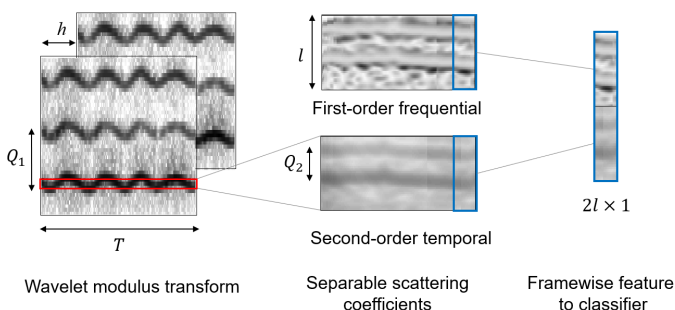 h
l
First-order frequential
Q₁
Q₂
2l × 1
T
Second-order temporal
Wavelet modulus transform
Separable scattering
coefficients
Framewise feature
to classifier